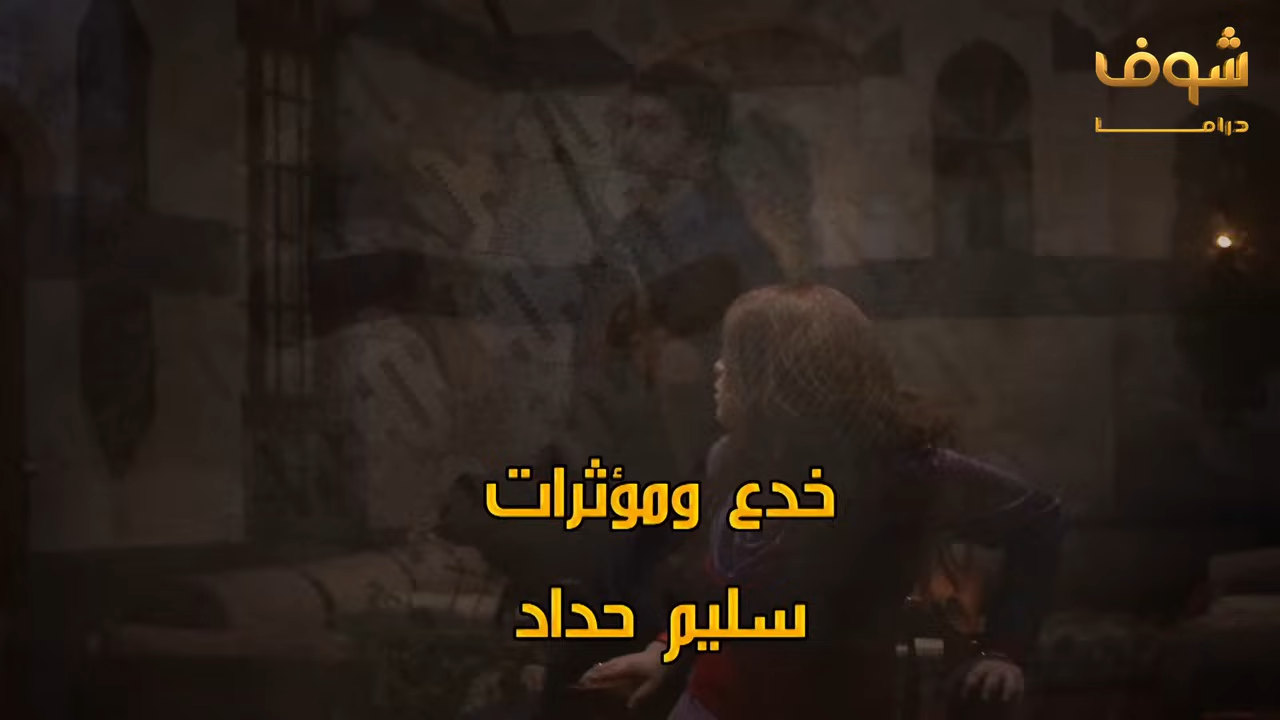 شوف
دراما
خدع ومؤثرات
سليم حداد